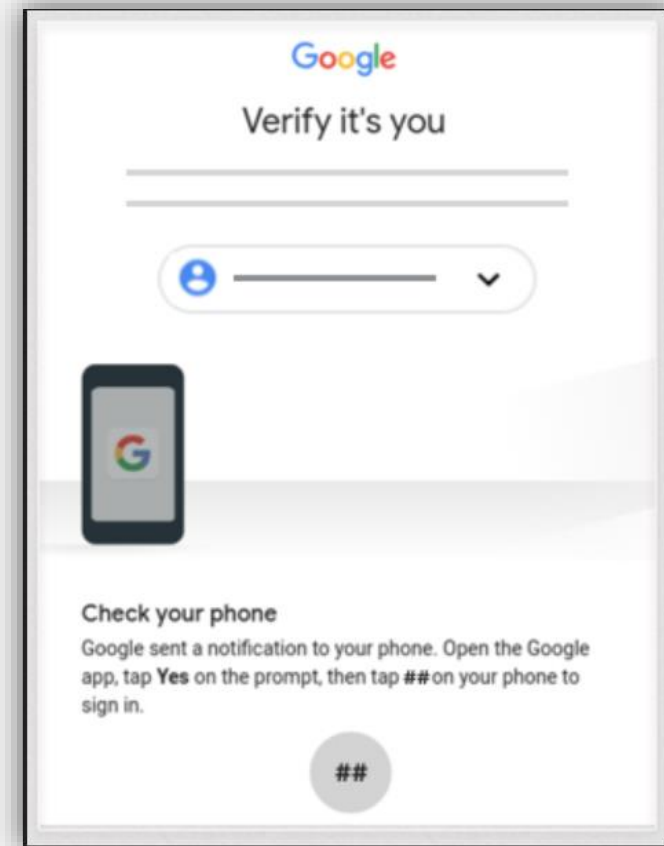 Google
Verify it's you
G
Check your phone
Google sent a notification to your phone. Open the Google
app, tap Yes on the prompt, then tap ## on your phone to
sign in.
##